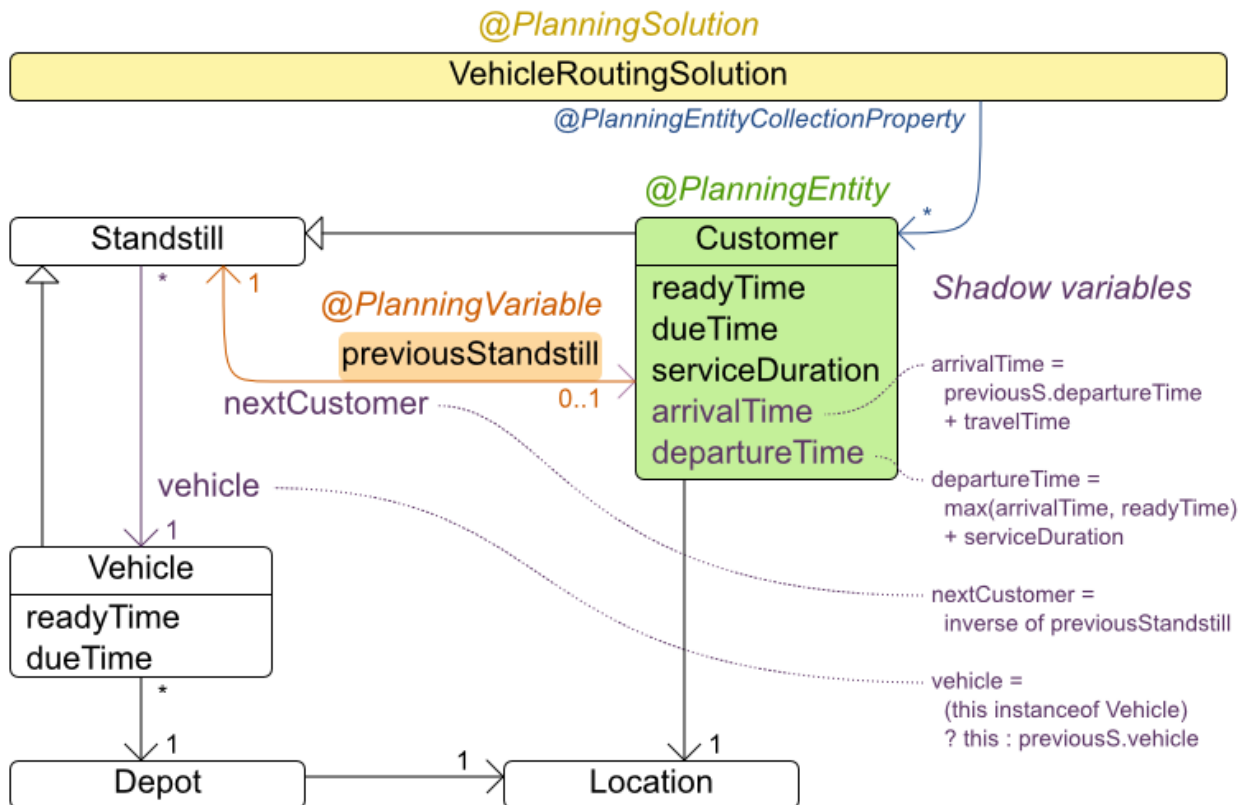 @PlanningSolution
VehicleRoutingSolution
@PlanningEntityCollectionProperty
@PlanningEntity
*
Standstill
Customer
*
1
@PlanningVariable
previousStandstill
0..1
nextCustomer
readyTime
dueTime
serviceDuration
arrivalTime
departureTime
Shadow variables
arrivalTime =
previousS.departureTime
+ travelTime
departureTime =
max(arrivalTime, readyTime)
+ serviceDuration
nextCustomer =
inverse of previousStandstill
vehicle =
(this instanceof Vehicle)
? this : previousS.vehicle
vehicle
1
Vehicle
readyTime
dueTime
*
1
Depot
1
1
Location